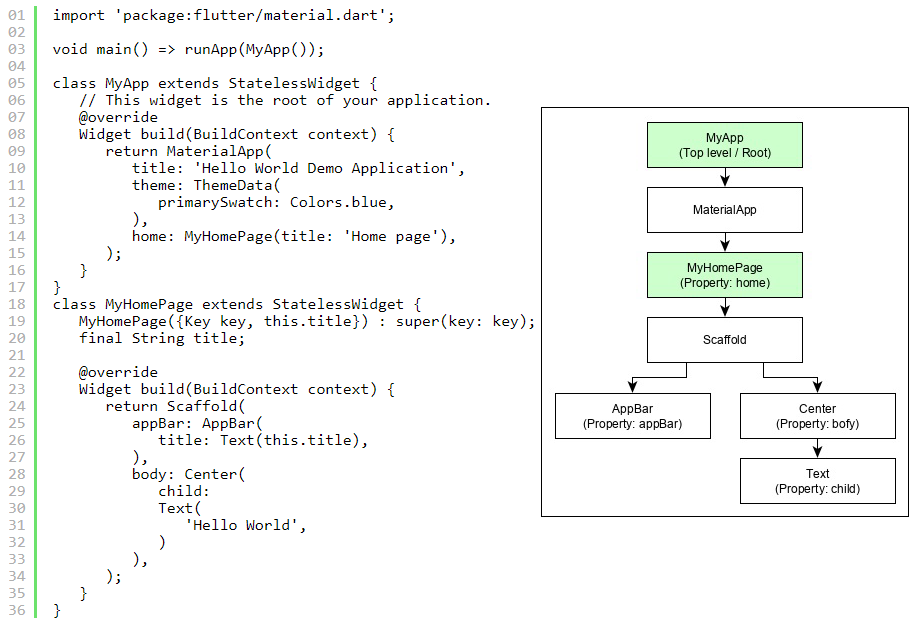 01 import 'package:flutter/material.dart';
02
03 void main() => runApp(MyApp());
04
05 class MyApp extends StatelessWidget {
06    // This widget is the root of your application.
07    @override
08    Widget build(BuildContext context) {
09       return MaterialApp(
10          title: 'Hello World Demo Application',
11          theme: ThemeData(
12             primarySwatch: Colors.blue,
13          ),
14          home: MyHomePage(title: 'Home page'),
15       );
16    }
17 }
18 class MyHomePage extends StatelessWidget {
19    MyHomePage({Key key, this.title}) : super(key: key);
20    final String title;
21
22    @override
23    Widget build(BuildContext context) {
24       return Scaffold(
25          appBar: AppBar(
26             title: Text(this.title),
27          ),
28          body: Center(
29             child:
30             Text(
31                'Hello World',
32             )
33          ),
34       );
35    }
36 }
MyApp
(Top level / Root)
MaterialApp
MyHomePage
(Property: home)
Scaffold
AppBar
(Property: appBar)
Center
(Property: bofy)
Text
(Property: child)